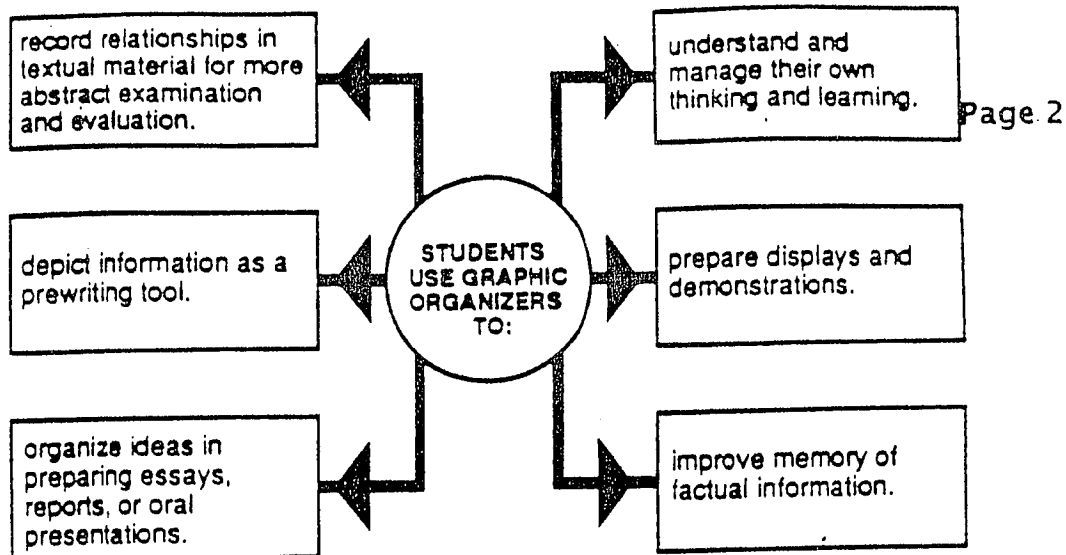 record relationships in
textual material for more
abstract examination
and evaluation.
understand and
manage their own
thinking and learning.
Page 2
depict information as a
prewriting tool.
STUDENTS
USE GRAPHIC
ORGANIZERS
TO:
prepare displays and
demonstrations.
organize ideas in
preparing essays,
reports, or oral
presentations.
improve memory of
factual information.